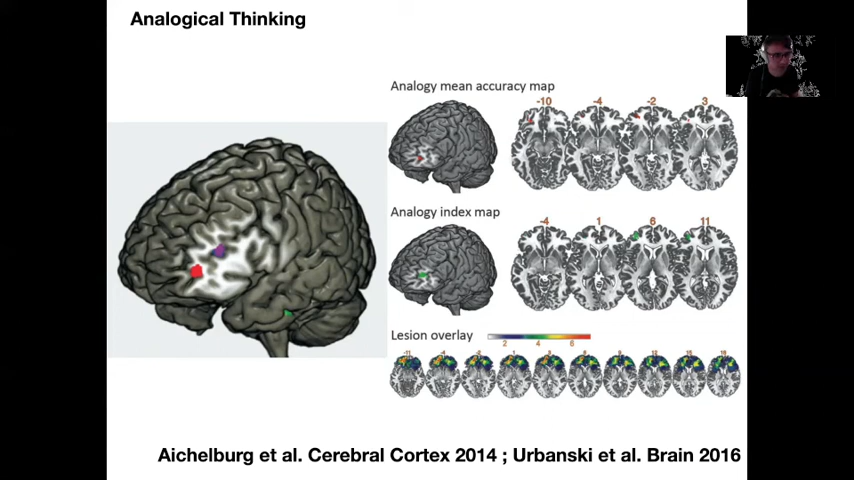 Analogical Thinking
Analogy mean accuracy map
-10 -4 -2 3
Analogy index map
-4 1 6 11
Lesion overlay
2 4 6
Aichelburg et al. Cerebral Cortex 2014 ; Urbanski et al. Brain 2016